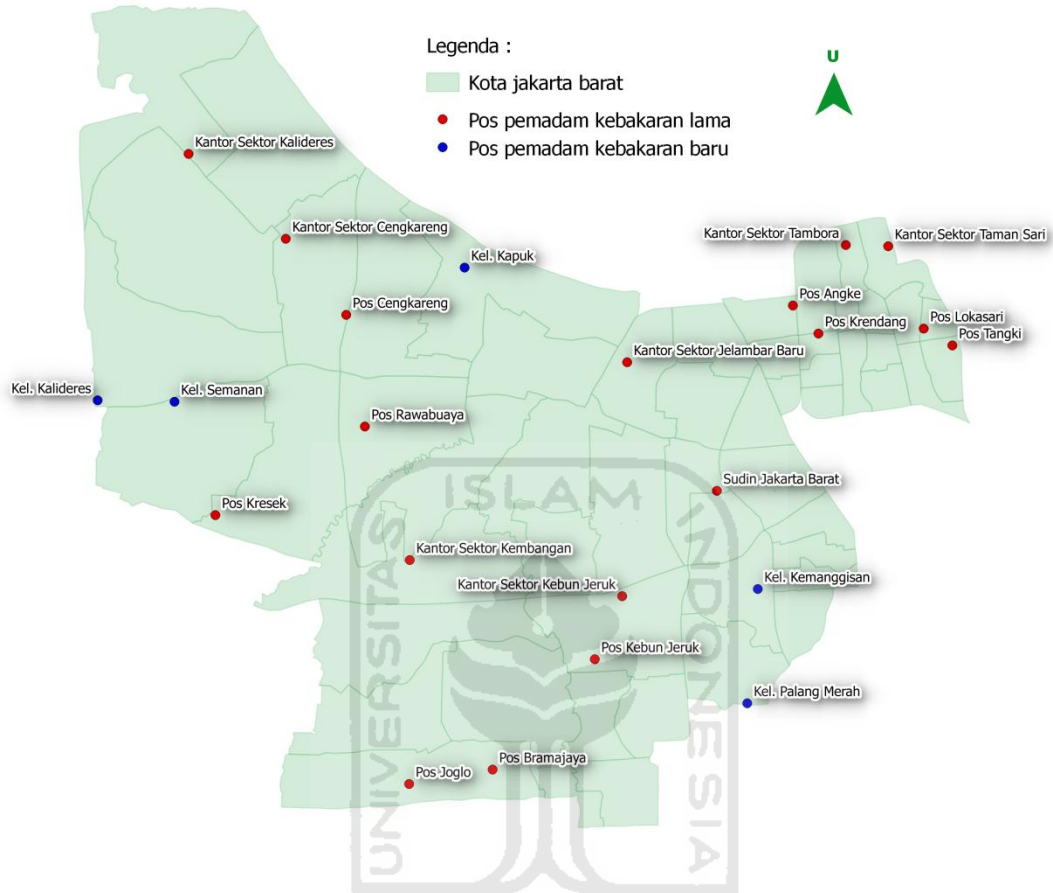 Legenda :
U
Kota jakarta barat
Pos pemadam kebakaran lama
Pos pemadam kebakaran baru
Kantor Sektor Kalideres
Kantor Sektor Cengkareng
Kantor Sektor Tambora
Kantor Sektor Taman Sari
Kel. Kapuk
Pos Cengkareng
Pos Angke
Pos Krendang
Pos Lokasari
Pos Tangki
Kantor Sektor Jelambar Baru
Kel. Kalideres
Kel. Semanan
Pos Rawabuaya
Sudin Jakarta Barat
Pos Kresek
Kantor Sektor Kembangan
Kantor Sektor Kebun Jeruk
Kel. Kemanggisan
Pos Kebun Jeruk
Kel. Palang Merah
Pos Bramajaya
Pos Joglo
UNIVERSITAS
ISLAM
INDONESIA